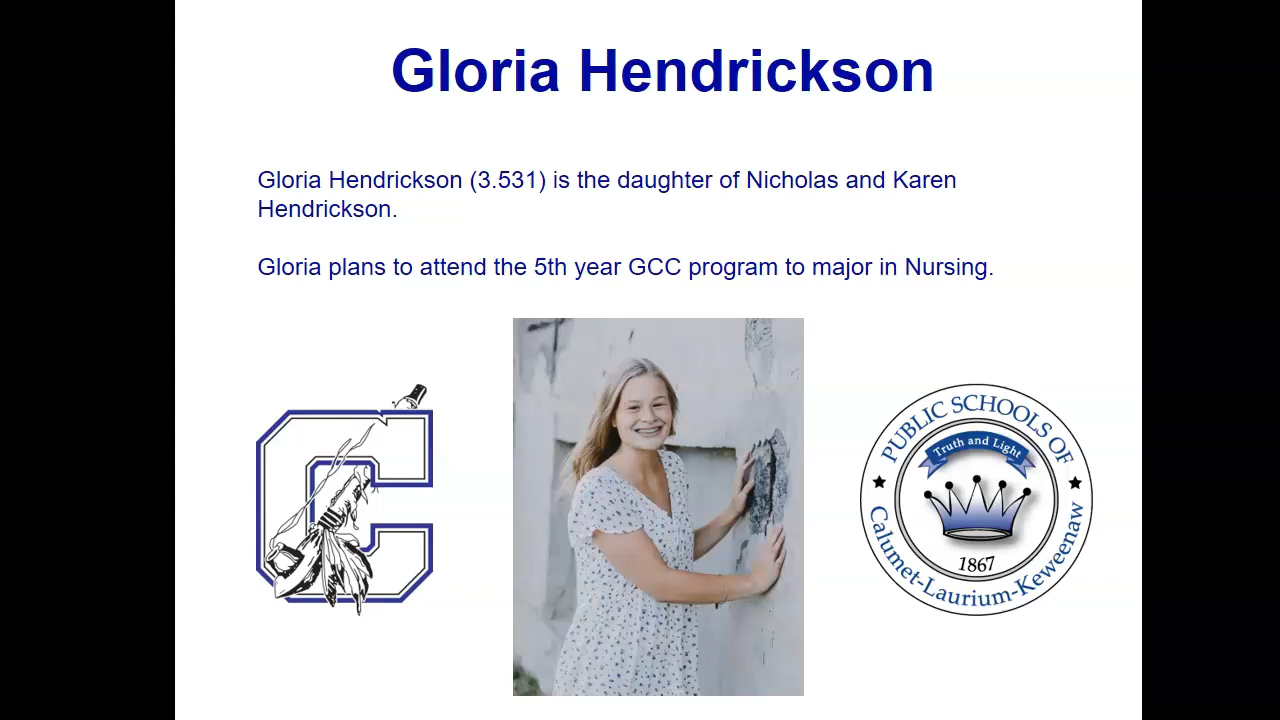 Gloria Hendrickson
Gloria Hendrickson (3.531) is the daughter of Nicholas and Karen
Hendrickson.
Gloria plans to attend the 5th year GCC program to major in Nursing.
C
PUBLIC SCHOOLS OF
Truth and Light
1867
Calumet-Laurium-Keweenaw